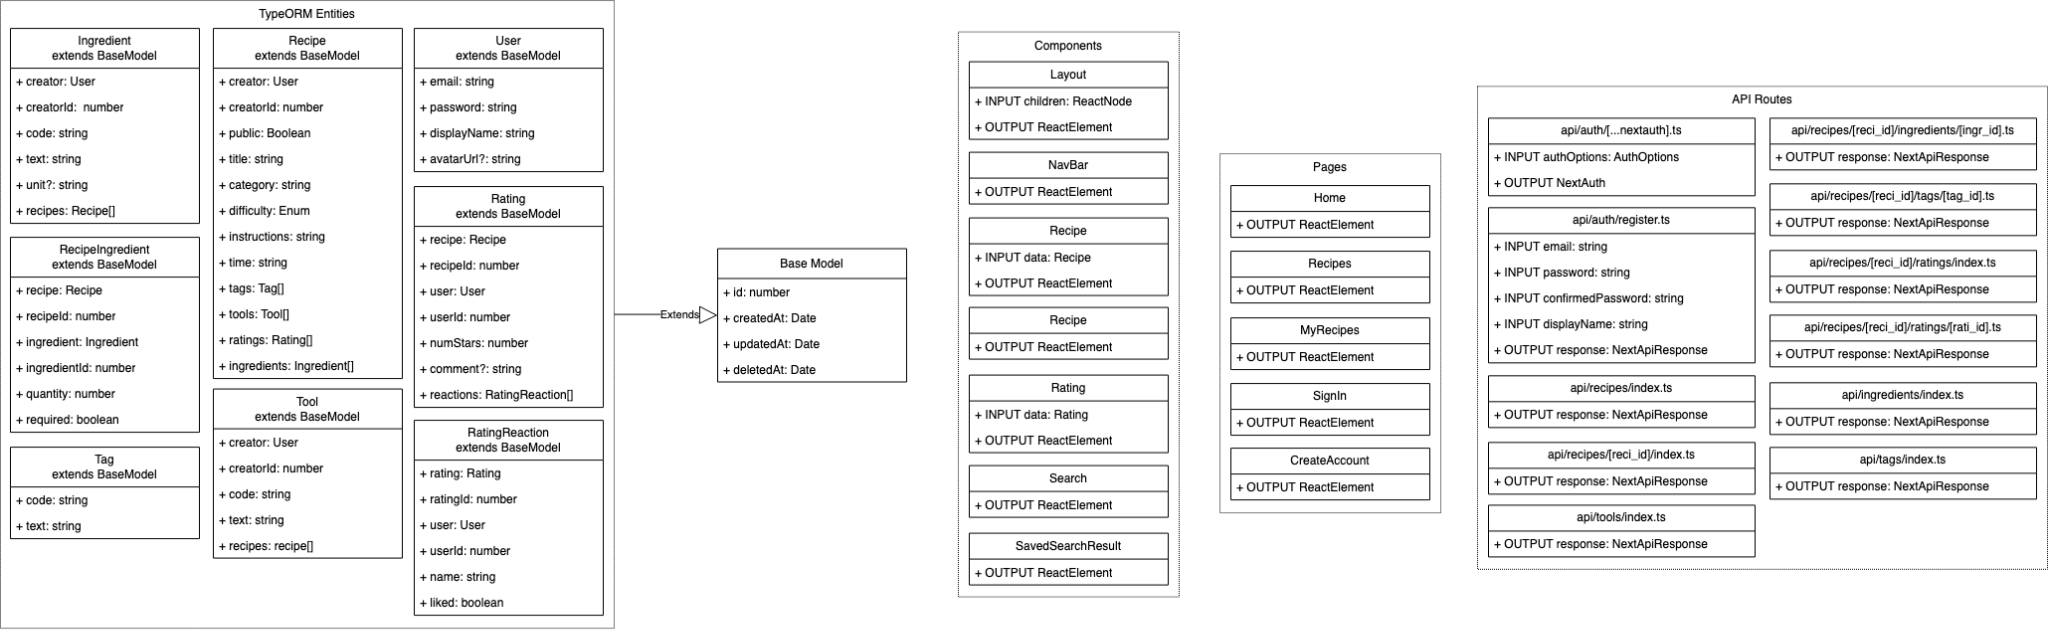 TypeORM Entities
Ingredient
extends BaseModel
+ creator: User
+ creatorId:  number
+ code: string
+ text: string
+ unit?: string
+ recipes: Recipe[]
RecipeIngredient
extends BaseModel
+ recipe: Recipe
+ recipeId: number
+ ingredient: Ingredient
+ ingredientId: number
+ quantity: number
+ required: boolean
Tag
extends BaseModel
+ code: string
+ text: string
Recipe
extends BaseModel
+ creator: User
+ creatorId: number
+ public: Boolean
+ title: string
+ category: string
+ difficulty: Enum
+ instructions: string
+ time: string
+ tags: Tag[]
+ tools: Tool[]
+ ratings: Rating[]
+ ingredients: Ingredient[]
Tool
extends BaseModel
+ creator: User
+ creatorId: number
+ code: string
+ text: string
+ recipes: recipe[]
User
extends BaseModel
+ email: string
+ password: string
+ displayName: string
+ avatarUrl?: string
Rating
extends BaseModel
+ recipe: Recipe
+ recipeId: number
+ user: User
+ userId: number
+ numStars: number
+ comment?: string
+ reactions: RatingReaction[]
RatingReaction
extends BaseModel
+ rating: Rating
+ ratingId: number
+ user: User
+ userId: number
+ name: string
+ liked: boolean
Extends
Base Model
+ id: number
+ createdAt: Date
+ updatedAt: Date
+ deletedAt: Date
Components
Layout
+ INPUT children: ReactNode
+ OUTPUT ReactElement
NavBar
+ OUTPUT ReactElement
Recipe
+ INPUT data: Recipe
+ OUTPUT ReactElement
Recipe
+ OUTPUT ReactElement
Rating
+ INPUT data: Rating
+ OUTPUT ReactElement
Search
+ OUTPUT ReactElement
SavedSearchResult
+ OUTPUT ReactElement
Pages
Home
+ OUTPUT ReactElement
Recipes
+ OUTPUT ReactElement
MyRecipes
+ OUTPUT ReactElement
SignIn
+ OUTPUT ReactElement
CreateAccount
+ OUTPUT ReactElement
API Routes
api/auth/[...nextauth].ts
+ INPUT authOptions: AuthOptions
+ OUTPUT NextAuth
api/auth/register.ts
+ INPUT email: string
+ INPUT password: string
+ INPUT confirmedPassword: string
+ INPUT displayName: string
+ OUTPUT response: NextApiResponse
api/recipes/index.ts
+ OUTPUT response: NextApiResponse
api/recipes/[reci_id]/index.ts
+ OUTPUT response: NextApiResponse
api/tools/index.ts
+ OUTPUT response: NextApiResponse
api/recipes/[reci_id]/ingredients/[ingr_id].ts
+ OUTPUT response: NextApiResponse
api/recipes/[reci_id]/tags/[tag_id].ts
+ OUTPUT response: NextApiResponse
api/recipes/[reci_id]/ratings/index.ts
+ OUTPUT response: NextApiResponse
api/recipes/[reci_id]/ratings/[rati_id].ts
+ OUTPUT response: NextApiResponse
api/ingredients/index.ts
+ OUTPUT response: NextApiResponse
api/tags/index.ts
+ OUTPUT response: NextApiResponse